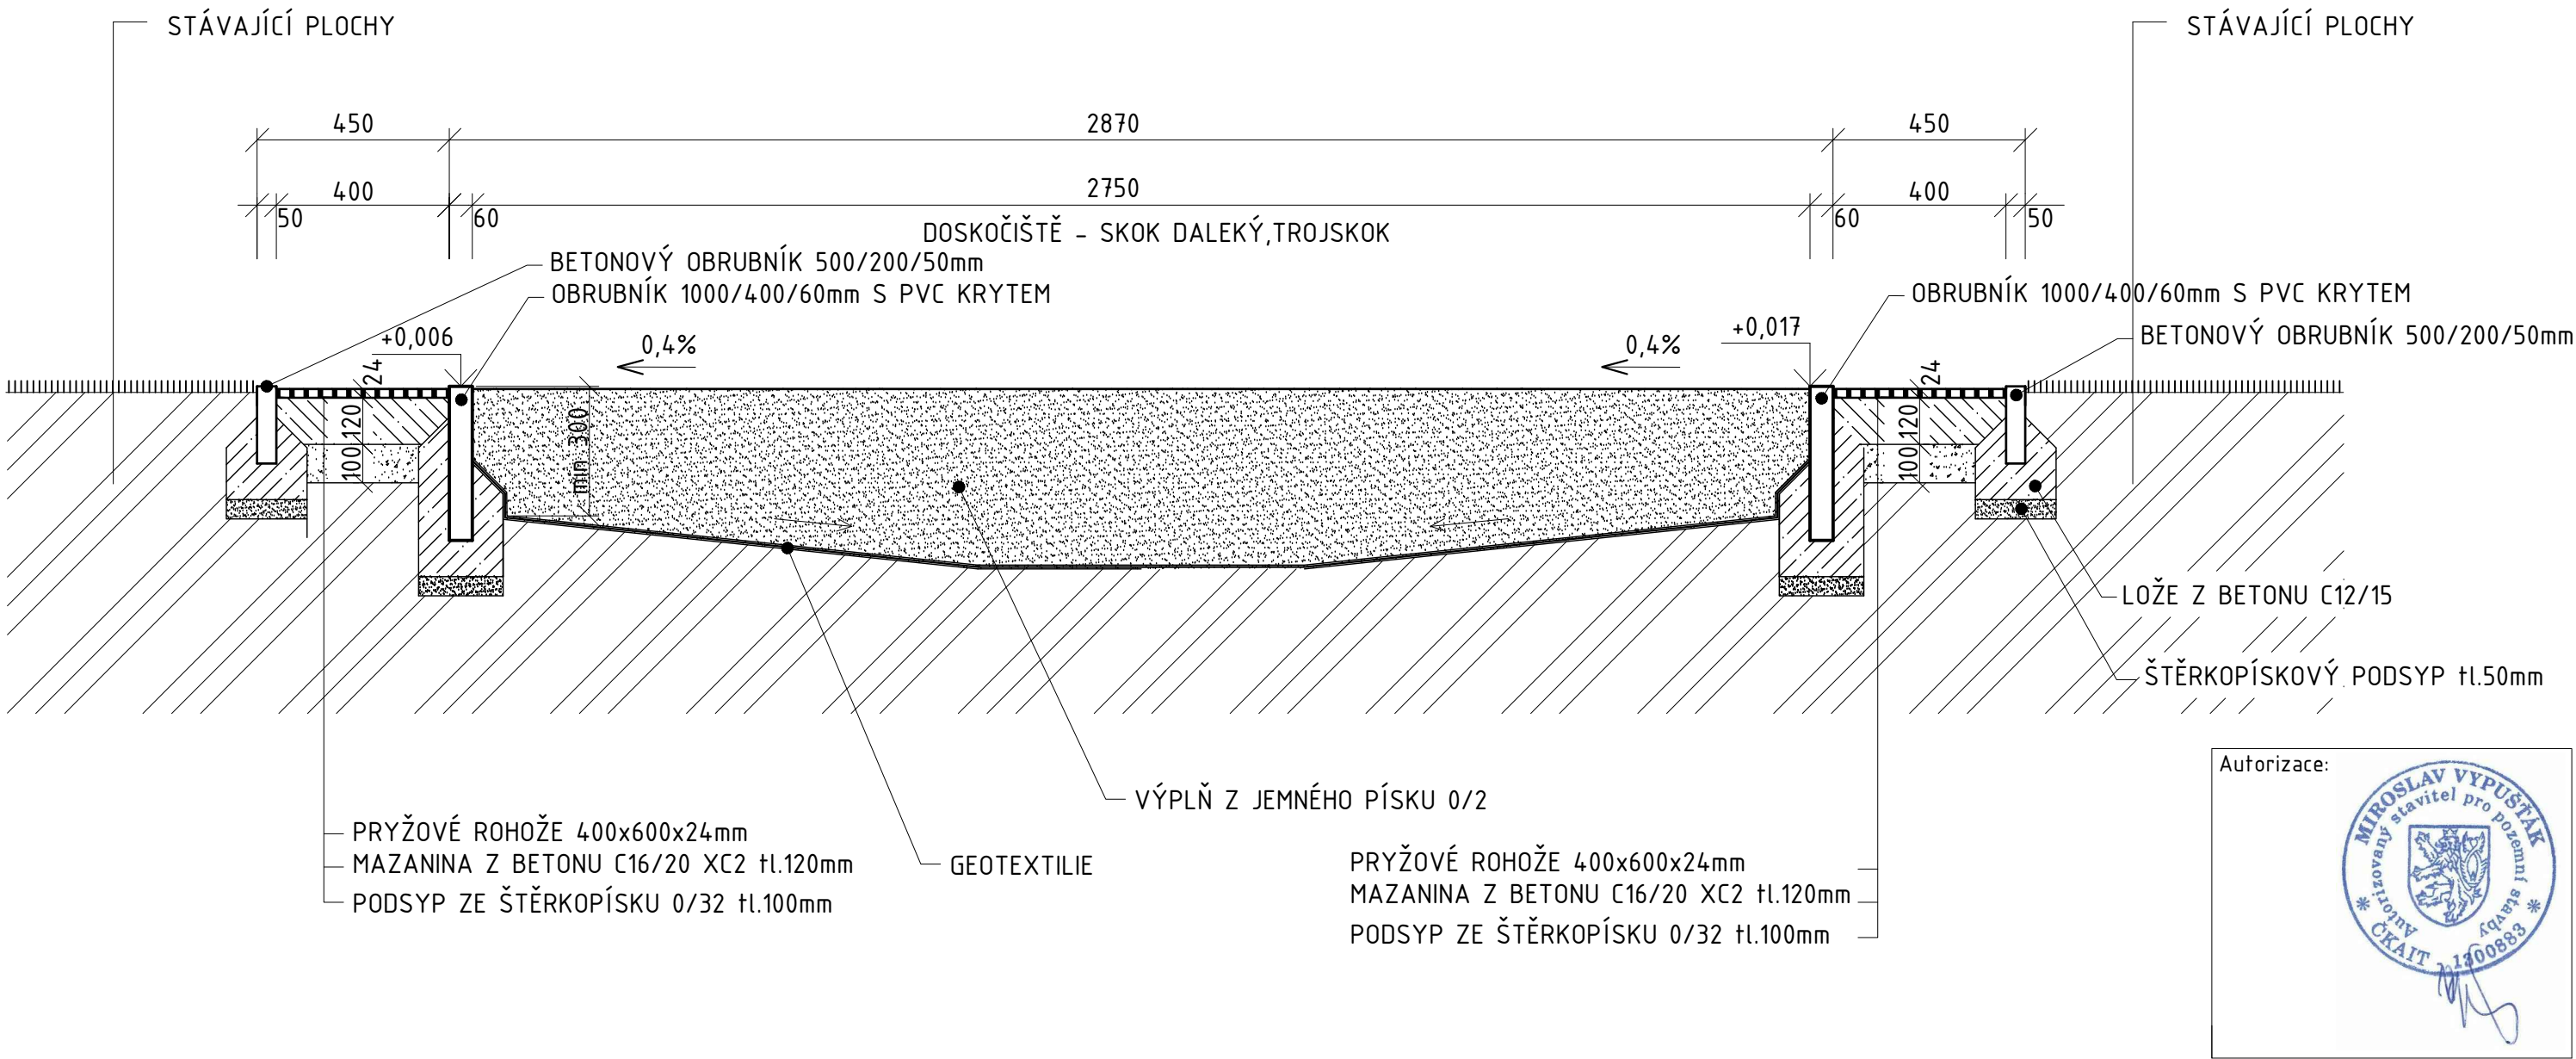 STÁVAJÍCÍ PLOCHY
STÁVAJÍCÍ PLOCHY
450
2870
450
400
2750
400
50
60
60
50
DOSKOČIŠTĚ - SKOK DALEKÝ,TROJSKOK
BETONOVÝ OBRUBNÍK 500/200/50mm
OBRUBNÍK 1000/400/60mm S PVC KRYTEM
OBRUBNÍK 1000/400/60mm S PVC KRYTEM
BETONOVÝ OBRUBNÍK 500/200/50mm
+0,006
0,4%
0,4%
+0,017
24
120
100
min 300
24
120
100
LOŽE Z BETONU C12/15
ŠTĚRKOPÍSKOVÝ PODSYP tl.50mm
VÝPLŇ Z JEMNÉHO PÍSKU 0/2
GEOTEXTILIE
PRYŽOVÉ ROHOŽE 400x600x24mm
MAZANINA Z BETONU C16/20 XC2 tl.120mm
PODSYP ZE ŠTĚRKOPÍSKU 0/32 tl.100mm
PRYŽOVÉ ROHOŽE 400x600x24mm
MAZANINA Z BETONU C16/20 XC2 tl.120mm
PODSYP ZE ŠTĚRKOPÍSKU 0/32 tl.100mm
Autorizace:
MIROSLAV VYPUŠŤÁK
Autorizovaný stavitel pro pozemní stavby
* ČKAIT - 1300883 *